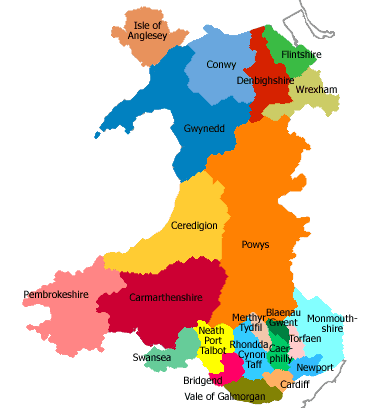 Isle of
Anglesey
Flintshire
Conwy
Denbighshire
Wrexham
Gwynedd
Ceredigion
Powys
Pembrokeshire
Carmarthenshire
Merthyr
Tydfil
Blaenau
Gwent
Monmouth-
shire
Neath
Port
Talbot
Rhondda
Cynon
Taff
Caer-
philly
Torfaen
Swansea
Newport
Bridgend
Cardiff
Vale of Galmorgan